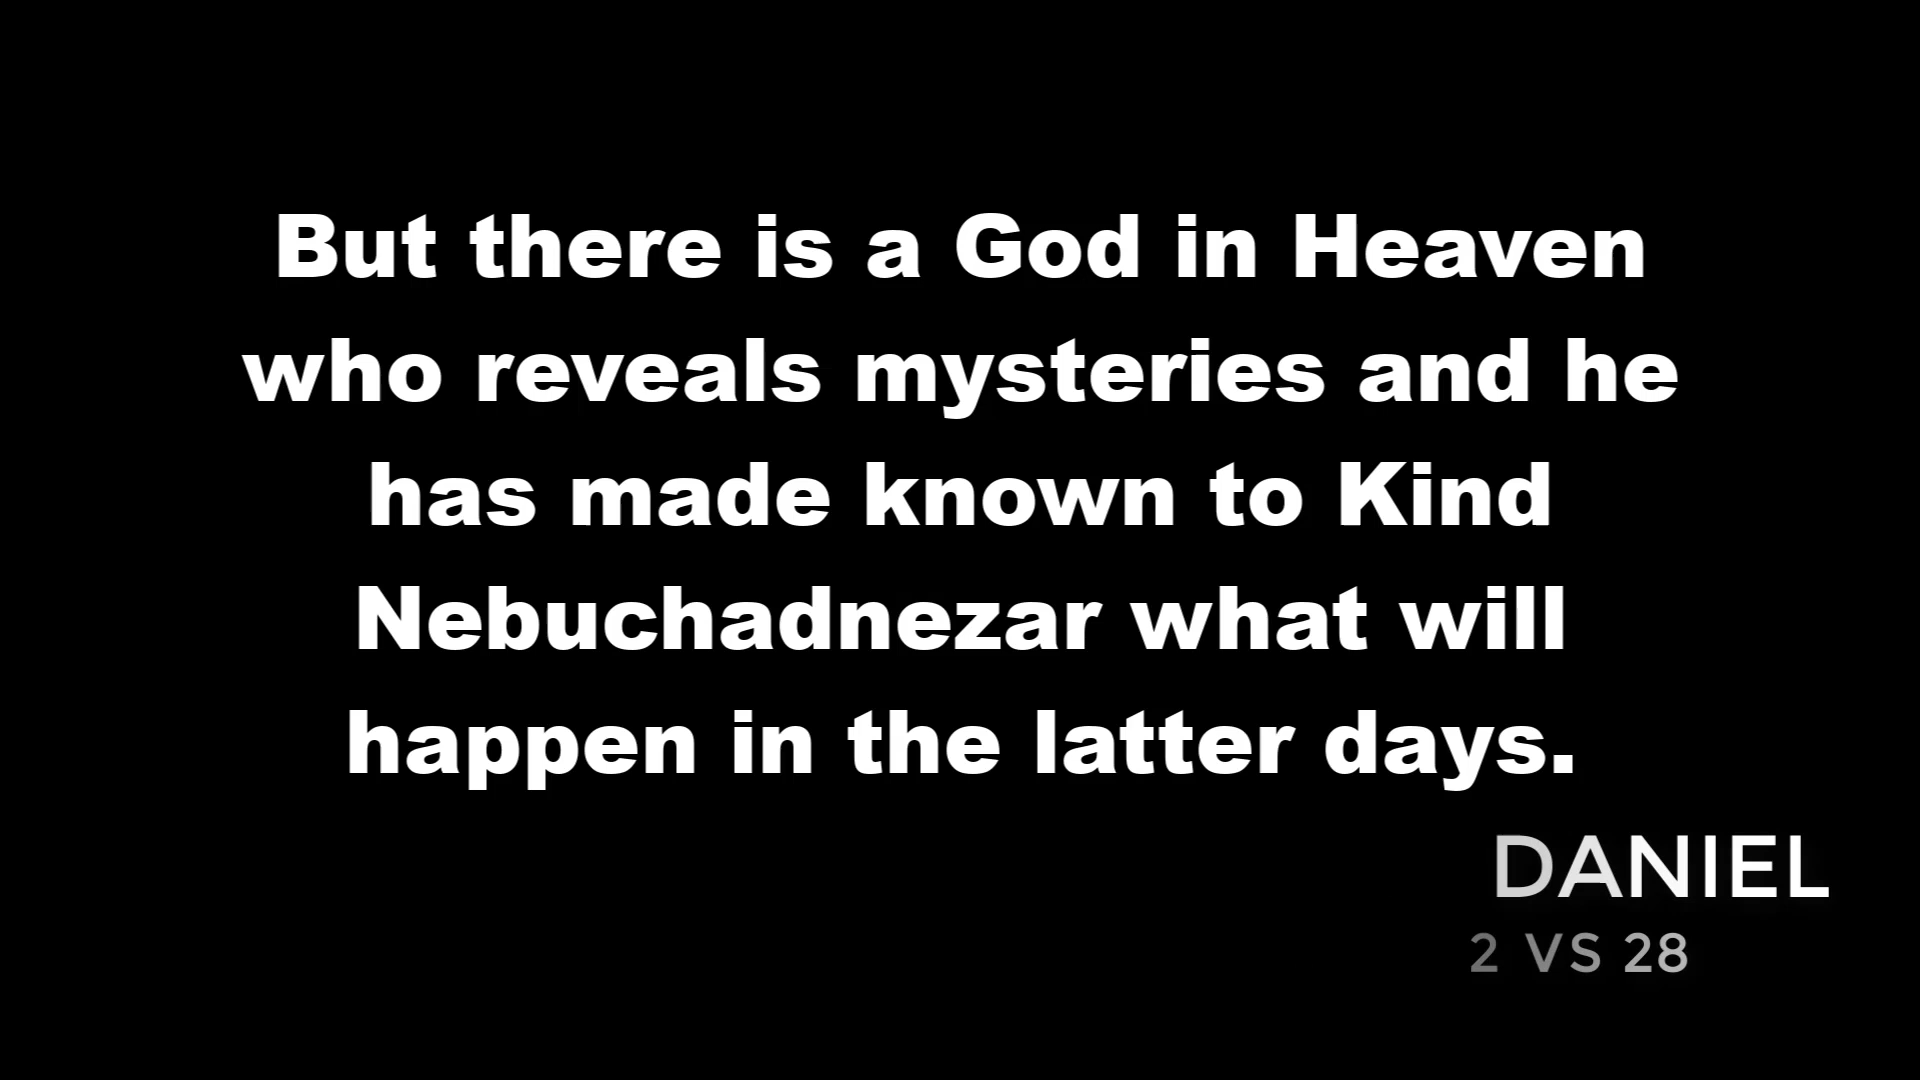 But there is a God in Heaven
who reveals mysteries and he
has made known to Kind
Nebuchadnezar what will
happen in the latter days.
DANIEL
2 VS 28